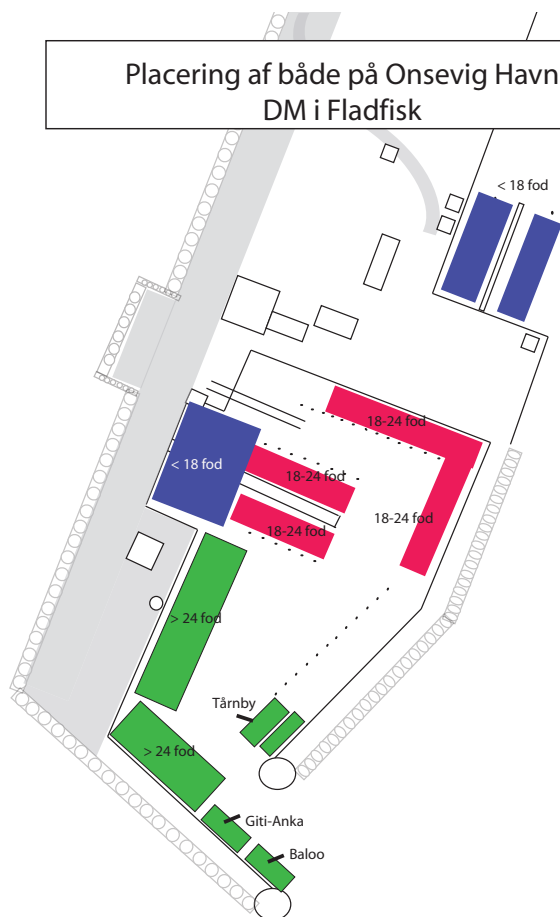 Placering af både på Onsevig Havn
DM i Fladfisk
< 18 fod
18-24 fod
< 18 fod
18-24 fod
18-24 fod
18-24 fod
> 24 fod
Tårnby
> 24 fod
Giti-Anka
Baloo